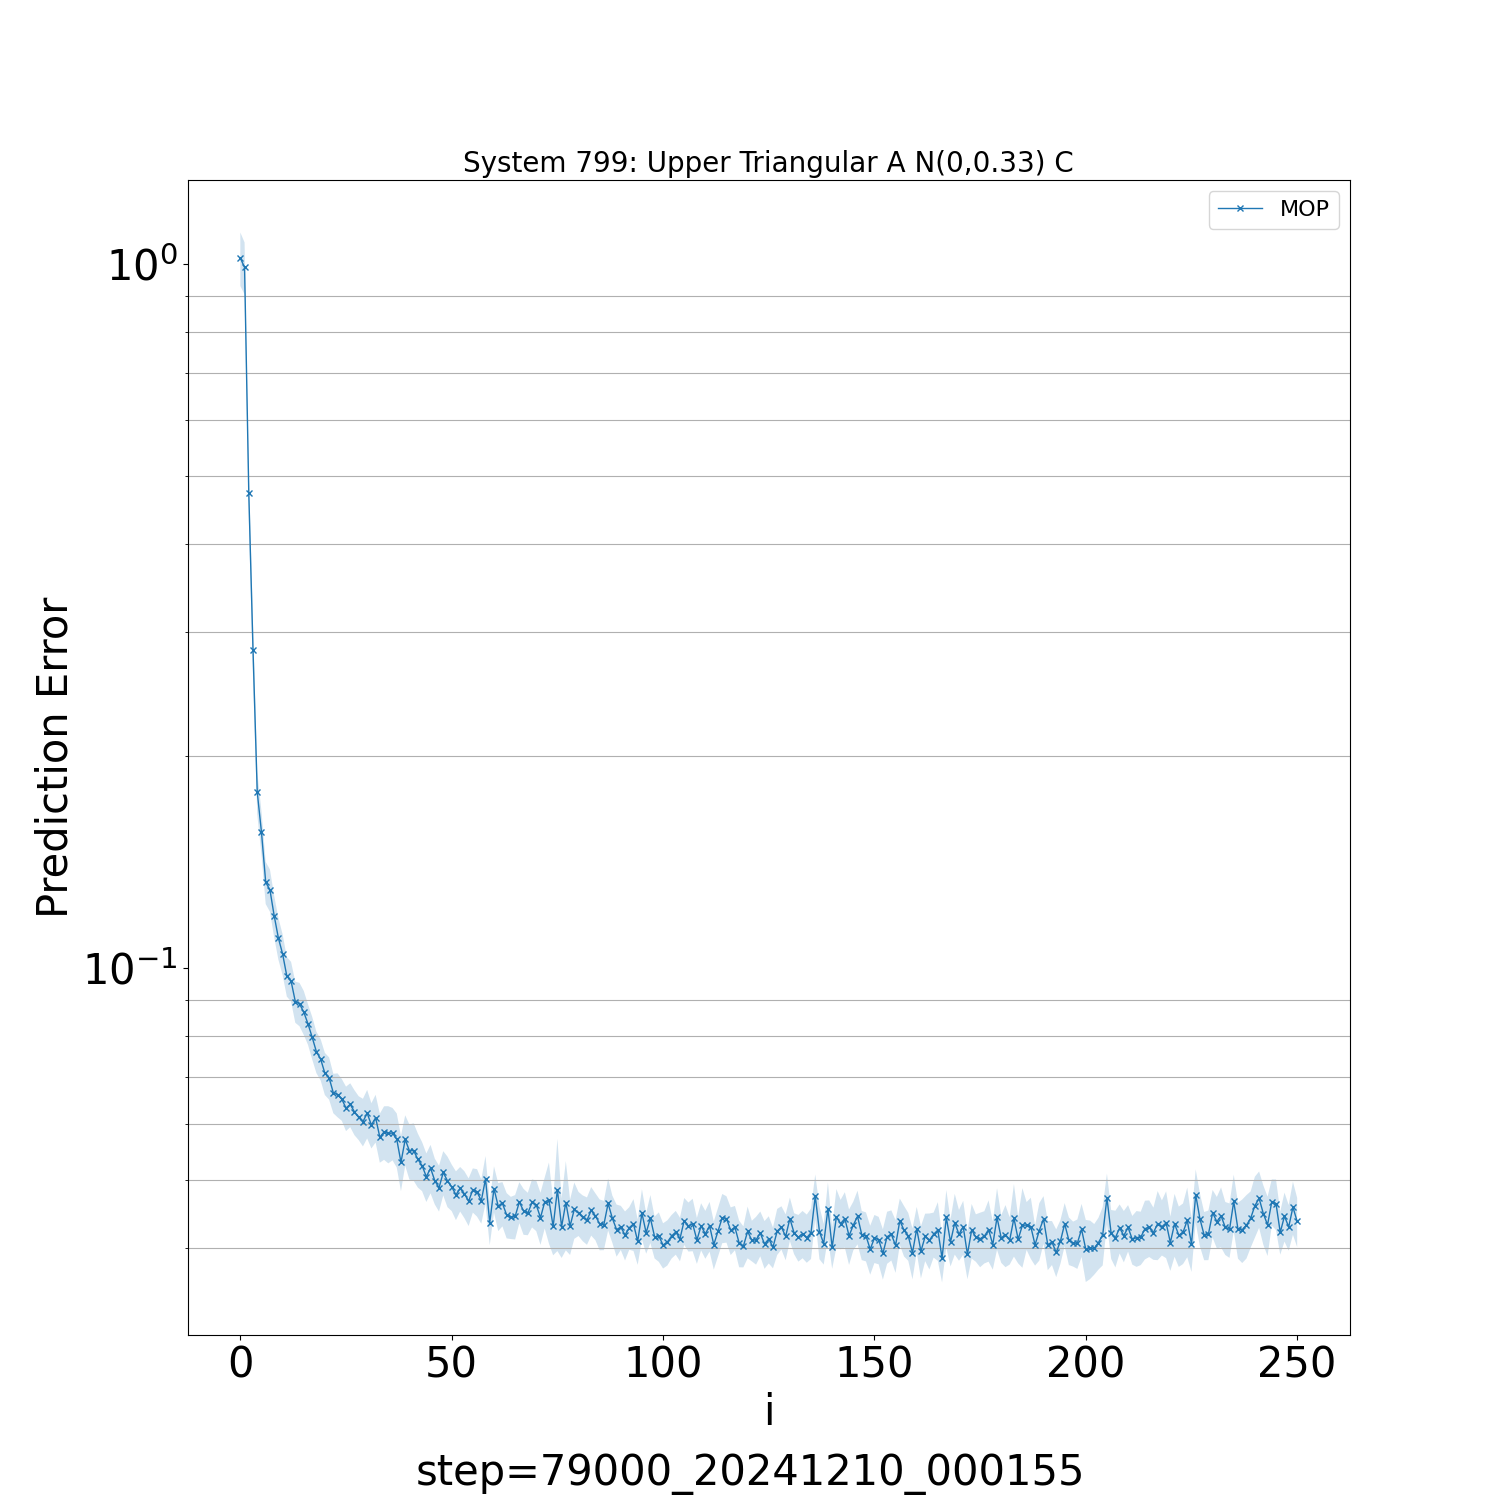 System 799: Upper Triangular A N(0,0.33) C
MOP
10⁰
10⁻¹
Prediction Error
0 50 100 150 200 250
i
step=79000_20241210_000155